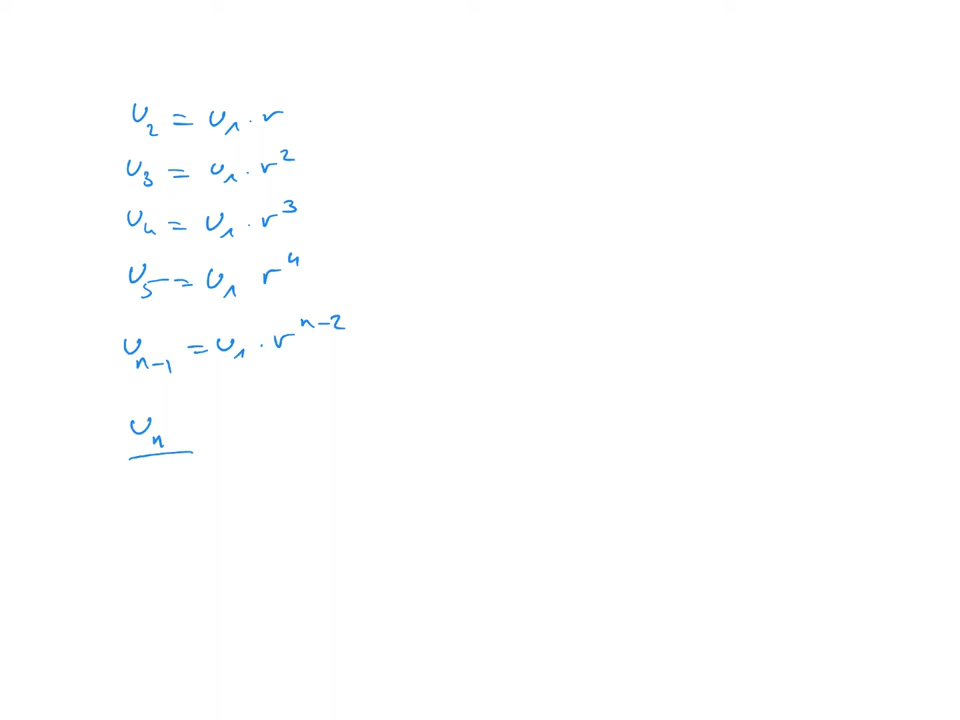 U₂ = U₁ · r
U₃ = U₁ · r²
U₄ = U₁ · r³
U₅ = U₁ r⁴
Uₙ₋₁ = U₁ · rⁿ⁻²
Uₙ